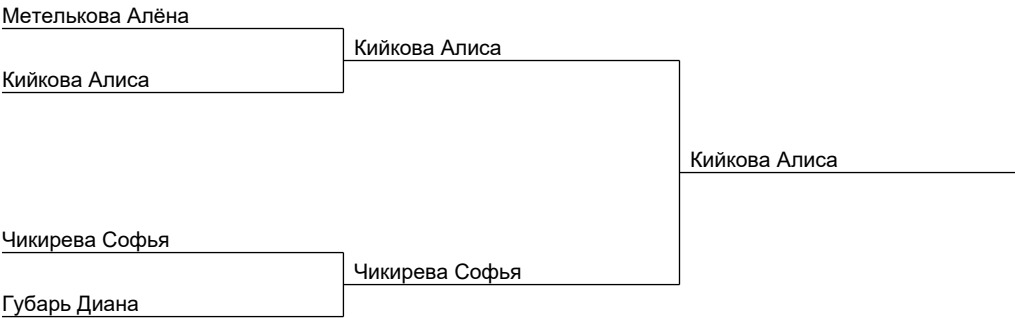 Метелькова Алёна
Кийкова Алиса
Кийкова Алиса
Кийкова Алиса
Чикирева Софья
Чикирева Софья
Губарь Диана